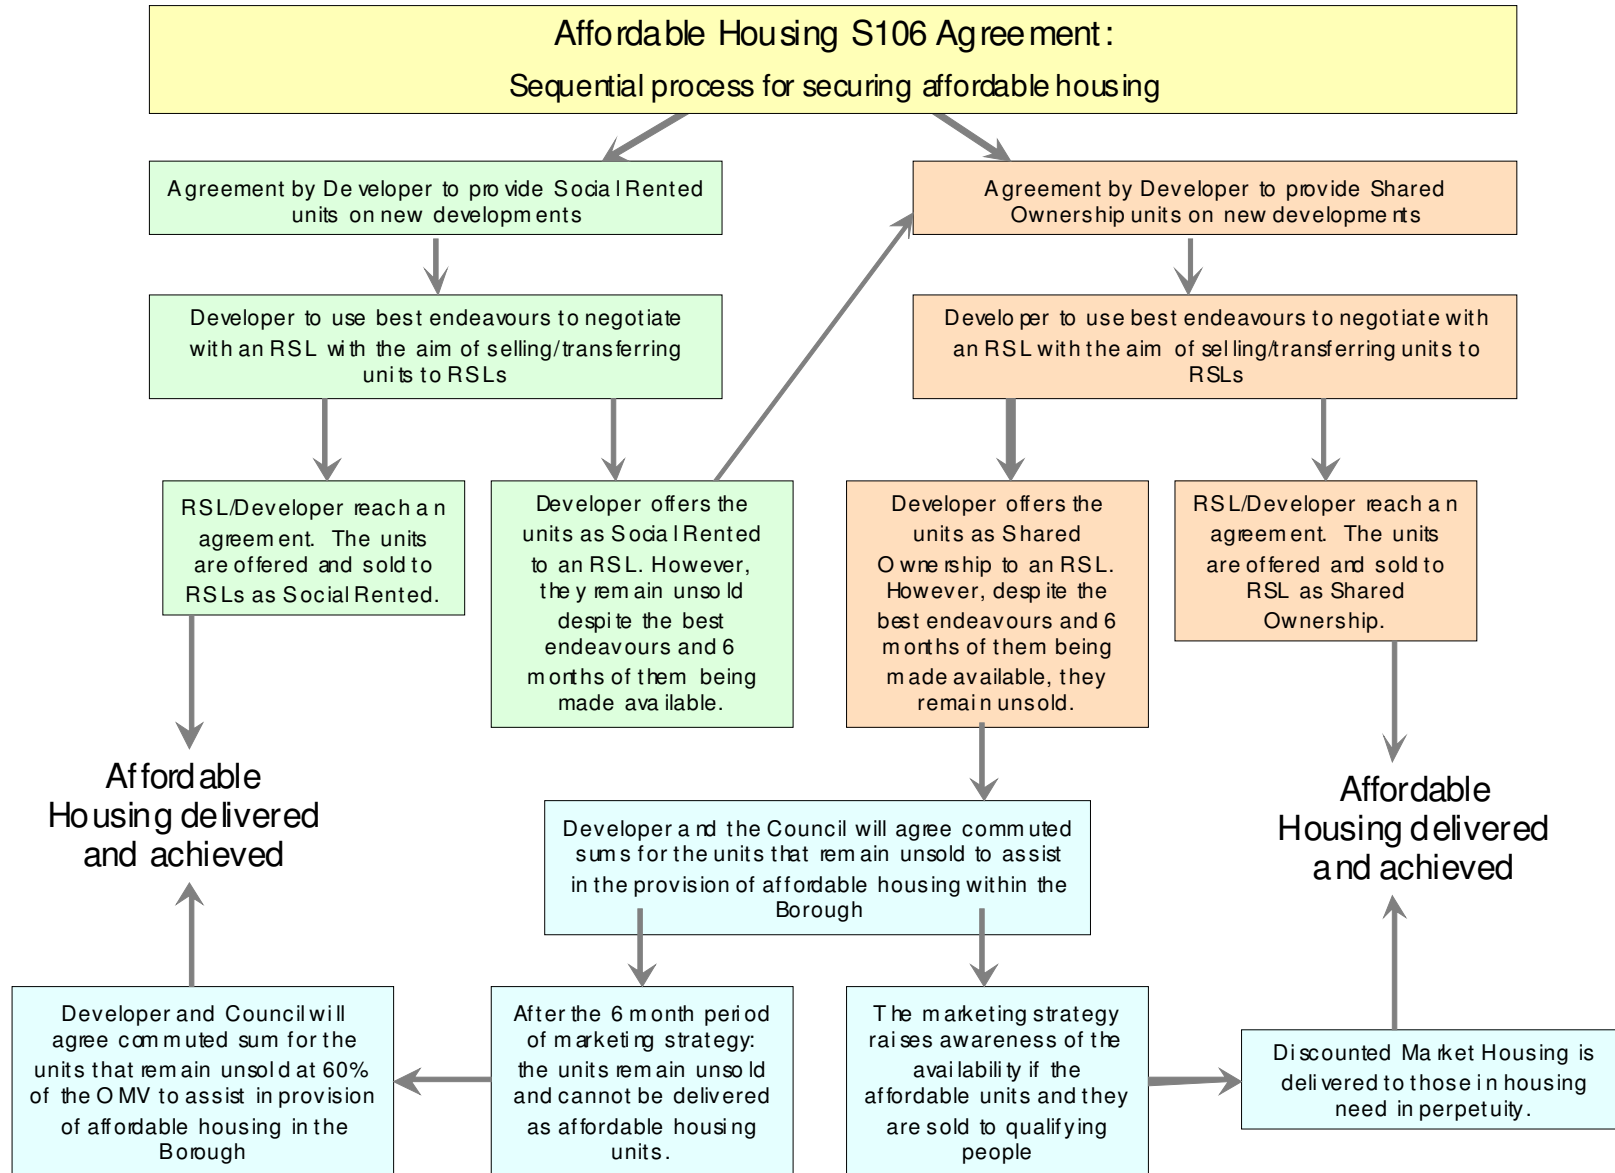 Affordable Housing S106 Agreement:
Sequential process for securing affordable housing
Agreement by Developer to provide Social Rented
units on new developments
Agreement by Developer to provide Shared
Ownership units on new developments
Developer to use best endeavours to negotiate
with an RSL with the aim of selling/transferring
units to RSLs
Developer to use best endeavours to negotiate with
an RSL with the aim of selling/transferring units to
RSLs
RSL/Developer reach an
agreement. The units
are offered and sold to
RSLs as Social Rented.
Developer offers the
units as Social Rented
to an RSL. However,
they remain unsold
despite the best
endeavours and 6
months of them being
made available.
Developer offers the
units as Shared
Ownership to an RSL.
However, despite the
best endeavours and 6
months of them being
made available, they
remain unsold.
RSL/Developer reach an
agreement. The units
are offered and sold to
RSL as Shared
Ownership.
Affordable
Housing delivered
and achieved
Affordable
Housing delivered
and achieved
Developer and the Council will agree commuted
sums for the units that remain unsold to assist
in the provision of affordable housing within the
Borough
Developer and Council will
agree commuted sum for the
units that remain unsold at 60%
of the OMV to assist in provision
of affordable housing in the
Borough
After the 6 month period
of marketing strategy:
the units remain unsold
and cannot be delivered
as affordable housing
units.
The marketing strategy
raises awareness of the
availability if the
affordable units and they
are sold to qualifying
people
Discounted Market Housing is
delivered to those in housing
need in perpetuity.